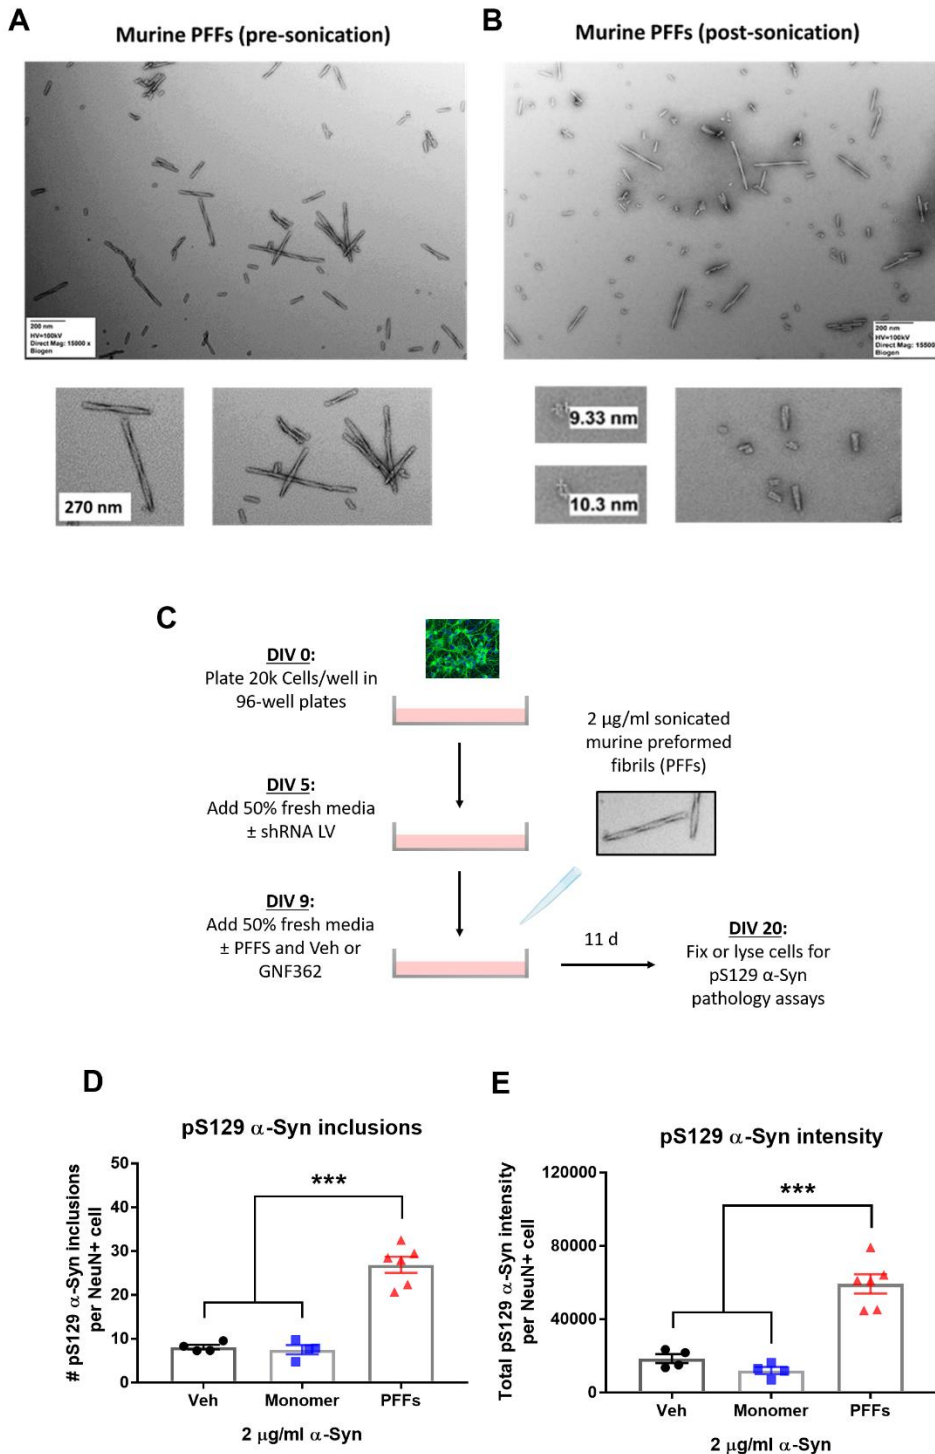 A
Murine PFFs (pre-sonication)
200 nm
HV=100kV
Direct Mag: 15000 x
Biogen
270 nm
B
Murine PFFs (post-sonication)
200 nm
HV=100kV
Direct Mag: 15500
Biogen
9.33 nm
10.3 nm
C
DIV 0:
Plate 20k Cells/well in
96-well plates
2 µg/ml sonicated
murine preformed
fibrils (PFFs)
DIV 5:
Add 50% fresh media
± shRNA LV
DIV 9:
Add 50% fresh media
± PFFS and Veh or
GNF362
11 d
DIV 20:
Fix or lyse cells for
pS129 α-Syn
pathology assays
D
pS129 α-Syn inclusions
# pS129 α-Syn inclusions
per NeuN+ cell
50
40
30
20
10
0
***
Veh Monomer PFFs
2 µg/ml α-Syn
E
pS129 α-Syn intensity
Total pS129 α-Syn intensity
per NeuN+ cell
120000
80000
40000
0
***
Veh Monomer PFFs
2 µg/ml α-Syn